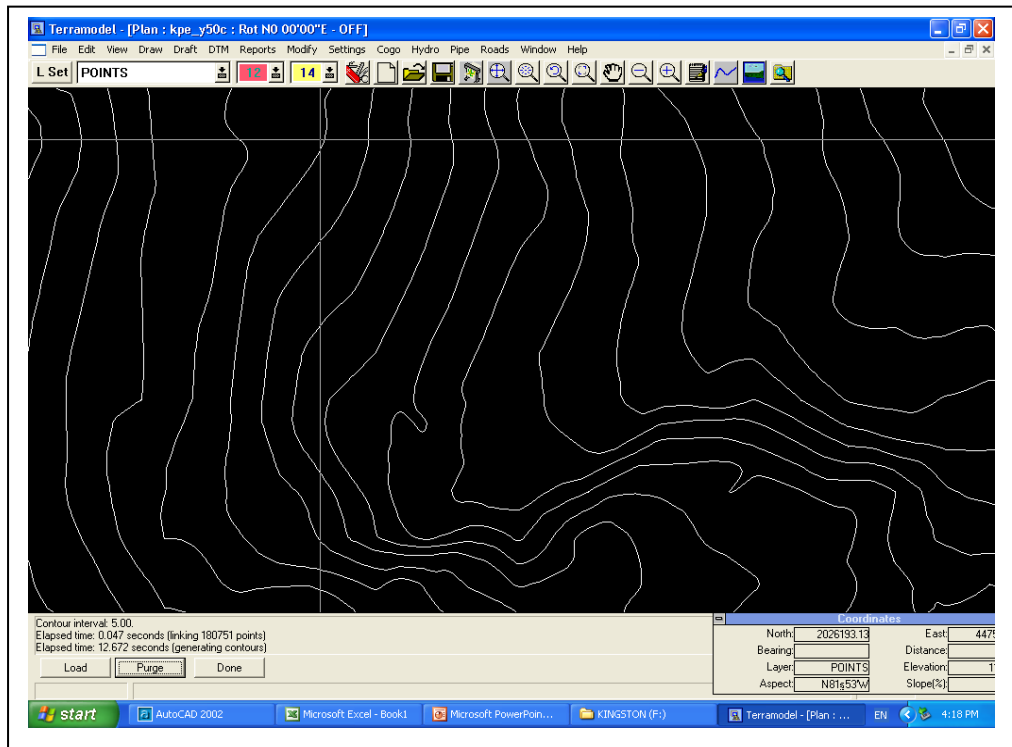 Terramodel - [Plan : kpe_y50c : Rot N0 00'00"E - OFF]
File Edit View Draw Draft DTM Reports Modify Settings Cogo Hydro Pipe Roads Window Help
L Set POINTS 12 14
Contour interval: 5.00.
Elapsed time: 0.047 seconds (linking 180751 points)
Elapsed time: 12.672 seconds (generating contours)
Load Purge Done
Coordinates
North: 2026193.13 East: 4475
Bearing: Distance:
Layer: POINTS Elevation: 1
Aspect: N81§53'W Slope(%):
start AutoCAD 2002 Microsoft Excel - Book1 Microsoft PowerPoin... KINGSTON (F:) Terramodel - [Plan : ... EN 4:18 PM